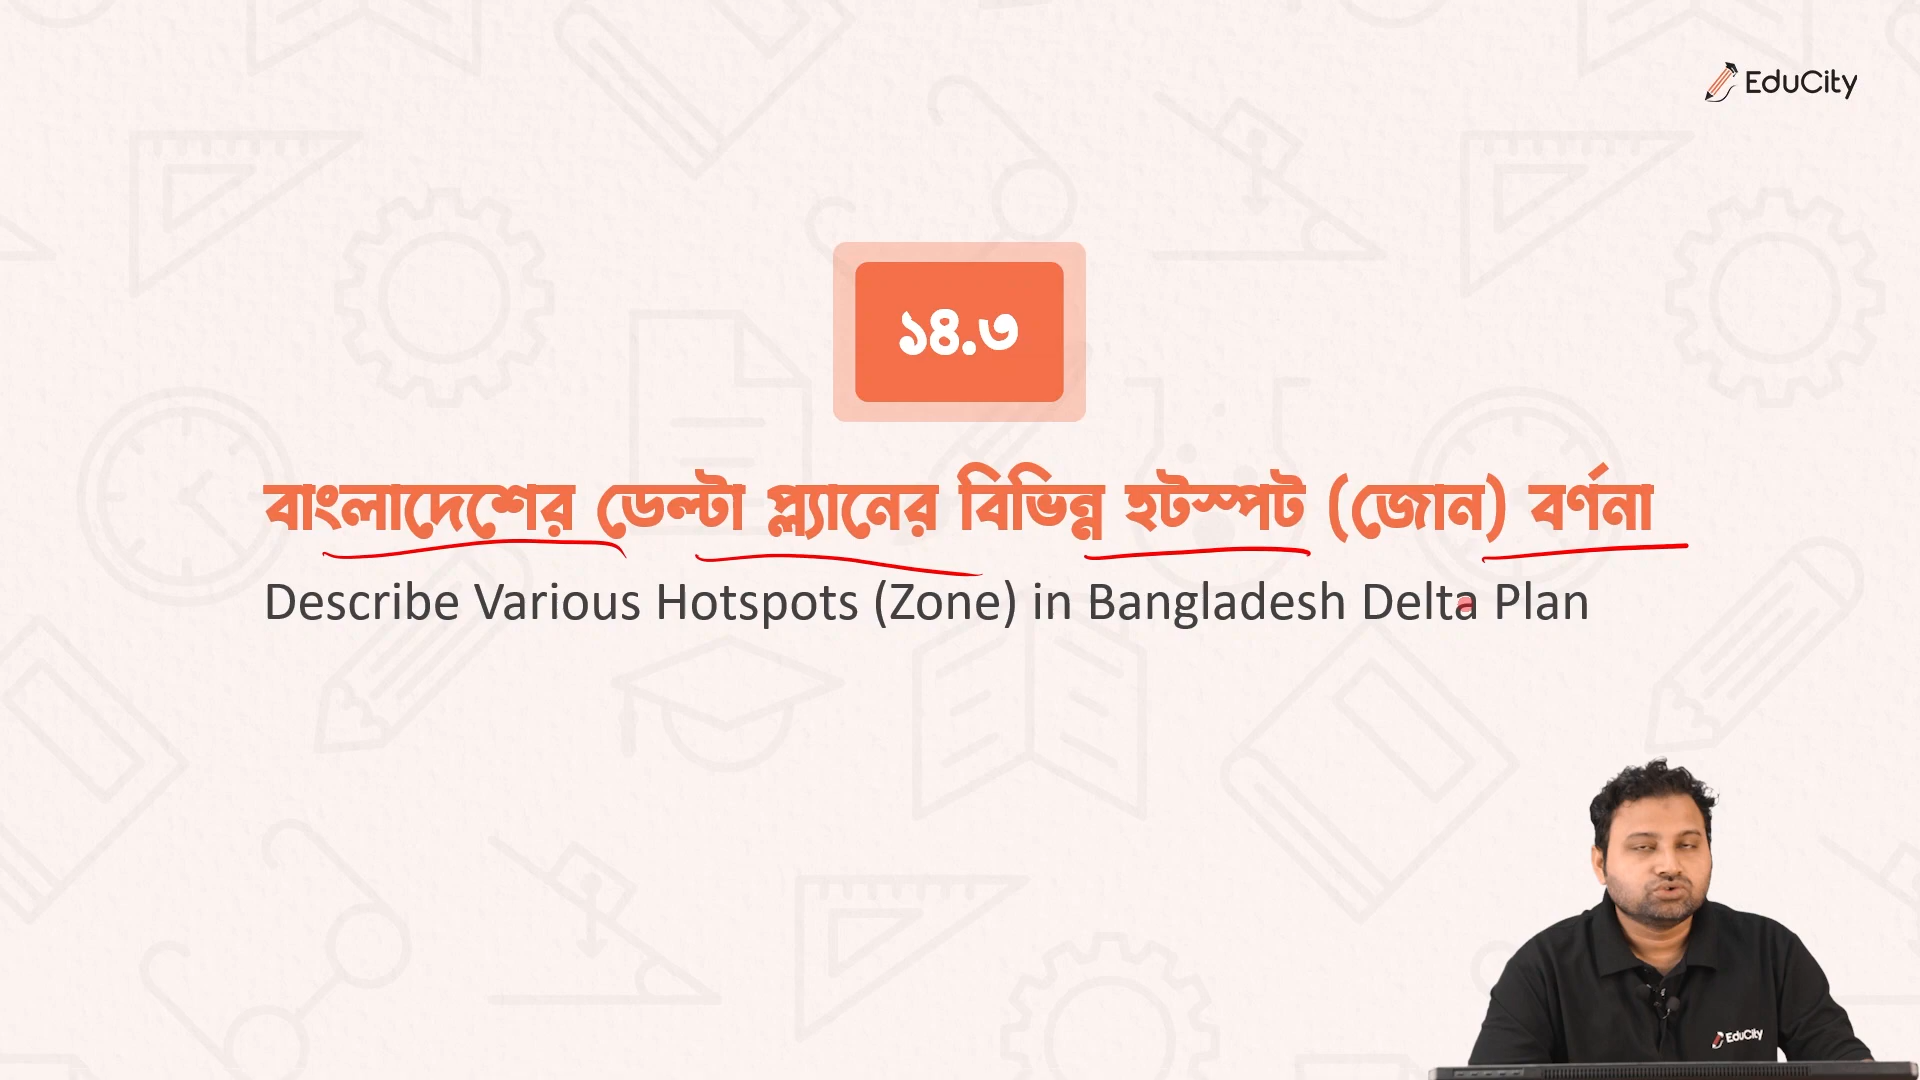 EduCity
১৪.৩
বাংলাদেশের ডেল্টা প্ল্যানের বিভিন্ন হটস্পট (জোন) বর্ণনা
Describe Various Hotspots (Zone) in Bangladesh Delta Plan
EduCity